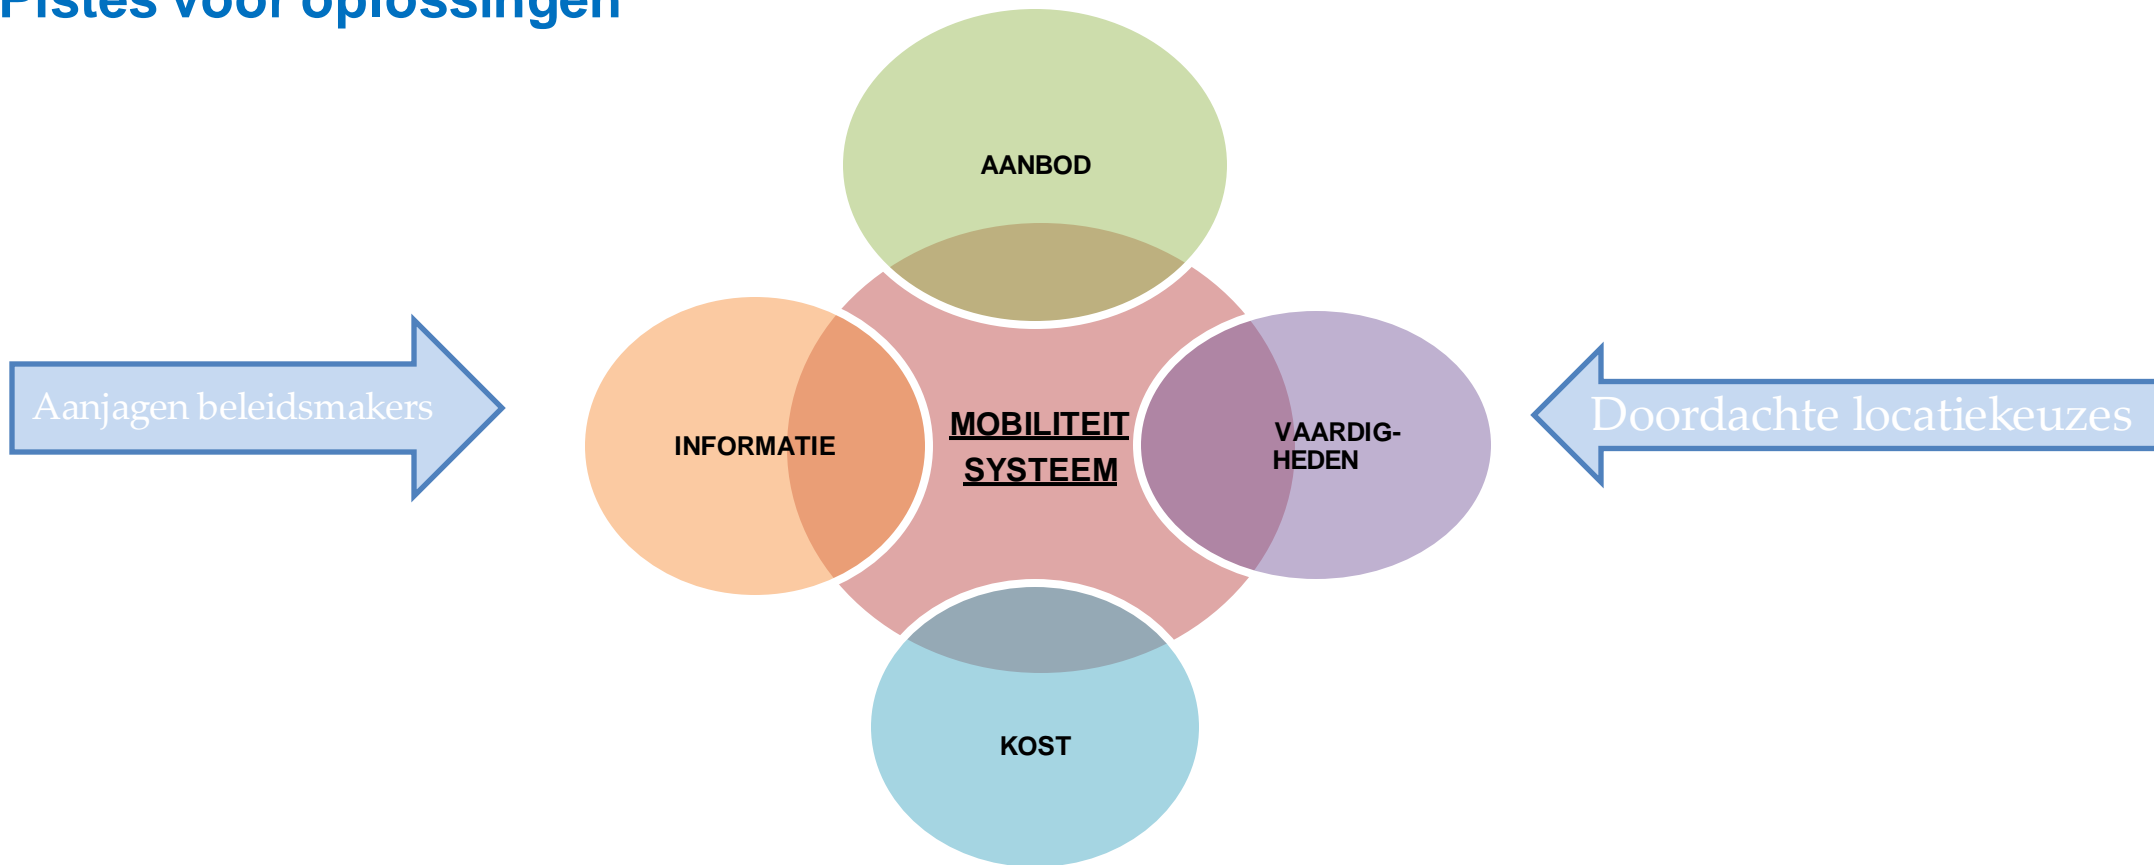 Pistes voor oplossingen
AANBOD
Aanjagen beleidsmakers
INFORMATIE
MOBILITEIT
SYSTEEM
VAARDIG-
HEDEN
Doordachte locatiekeuzes
KOST